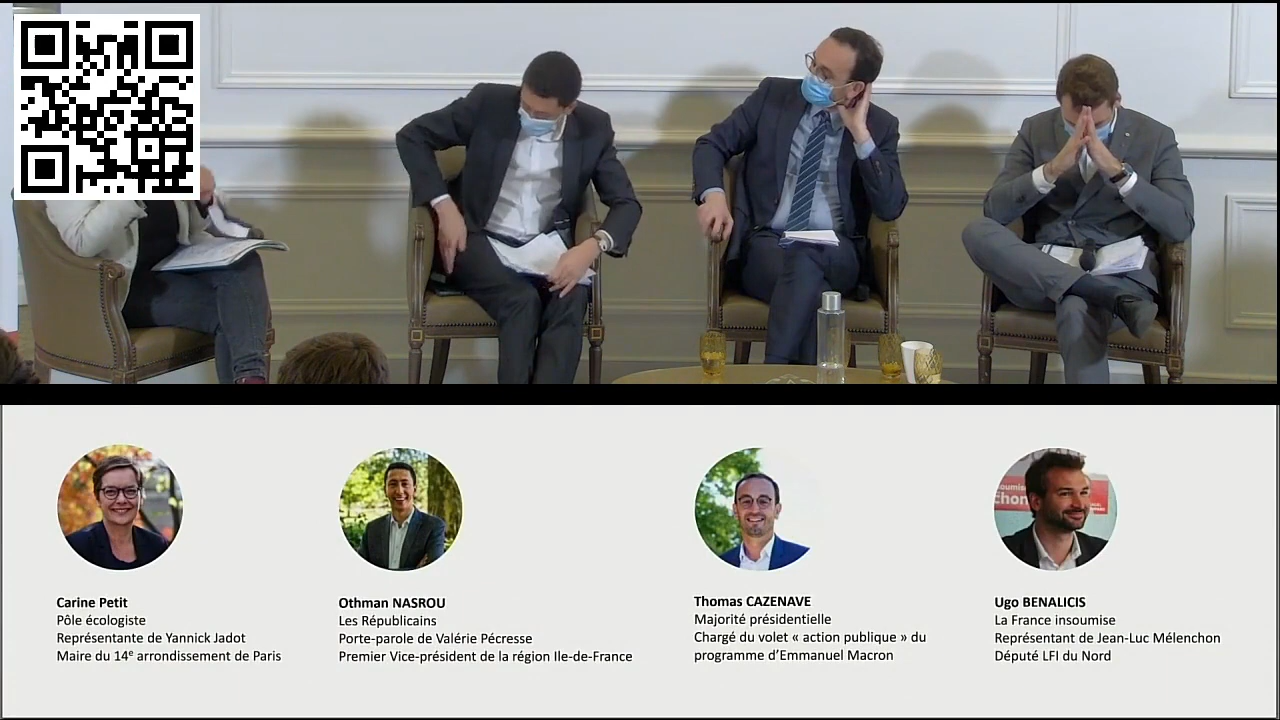 Carine Petit
Pôle écologiste
Représentante de Yannick Jadot
Maire du 14e arrondissement de Paris
Othman NASROU
Les Républicains
Porte-parole de Valérie Pécresse
Premier Vice-président de la région Ile-de-France
Thomas CAZENAVE
Majorité présidentielle
Chargé du volet « action publique » du
programme d’Emmanuel Macron
Ugo BENALICIS
La France insoumise
Représentant de Jean-Luc Mélenchon
Député LFI du Nord